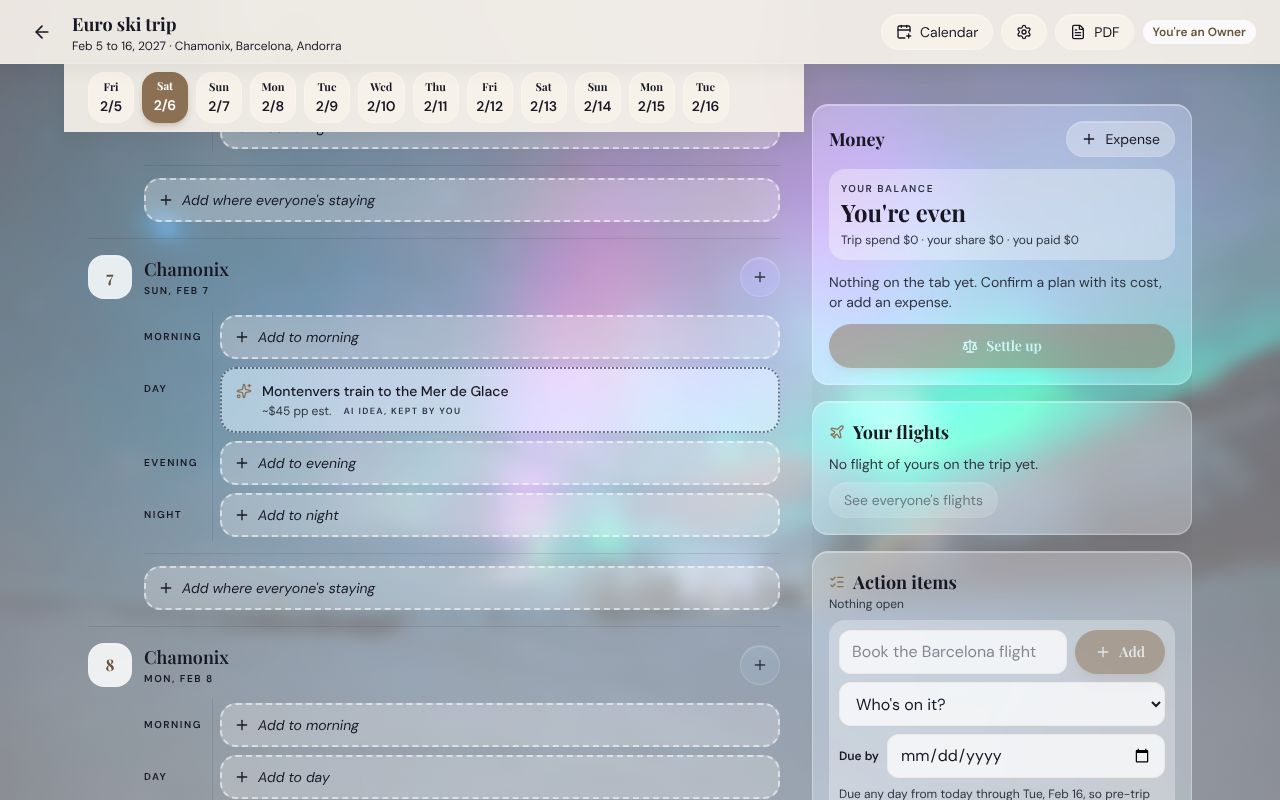 Euro ski trip
Feb 5 to 16, 2027 · Chamonix, Barcelona, Andorra
Calendar
PDF
You're an Owner
Fri 2/5
Sat 2/6
Sun 2/7
Mon 2/8
Tue 2/9
Wed 2/10
Thu 2/11
Fri 2/12
Sat 2/13
Sun 2/14
Mon 2/15
Tue 2/16
Add where everyone's staying
7
Chamonix
SUN, FEB 7
MORNING
Add to morning
DAY
Montenvers train to the Mer de Glace
~$45 pp est. AI IDEA, KEPT BY YOU
EVENING
Add to evening
NIGHT
Add to night
Add where everyone's staying
8
Chamonix
MON, FEB 8
MORNING
Add to morning
DAY
Add to day
Money
Expense
YOUR BALANCE
You're even
Trip spend $0 · your share $0 · you paid $0
Nothing on the tab yet. Confirm a plan with its cost,
or add an expense.
Settle up
Your flights
No flight of yours on the trip yet.
See everyone's flights
Action items
Nothing open
Book the Barcelona flight
Add
Who's on it?
Due by
mm/dd/yyyy
Due any day from today through Tue, Feb 16, so pre-trip